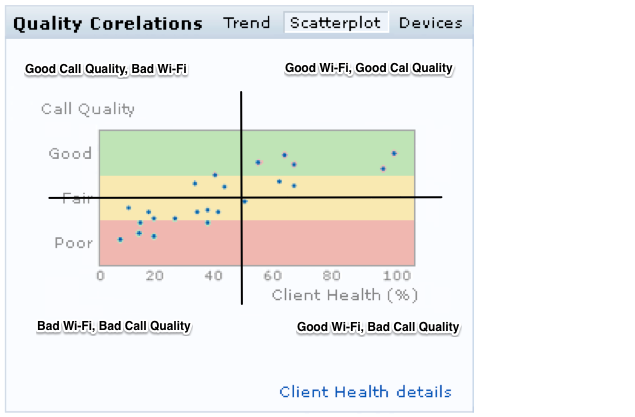 Quality Corelations Trend Scatterplot Devices
Good Call Quality, Bad Wi-Fi
Good Wi-Fi, Good Cal Quality
Call Quality
Good
Fair
Poor
0 20 40 60 80 100
Client Health (%)
Bad Wi-Fi, Bad Call Quality
Good Wi-Fi, Bad Call Quality
Client Health details